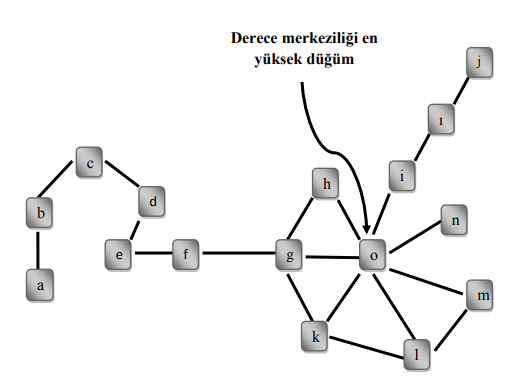 Derece merkeziliği en
yüksek düğüm
j
ı
c
h
i
d
b
n
e
f
g
o
a
m
k
l